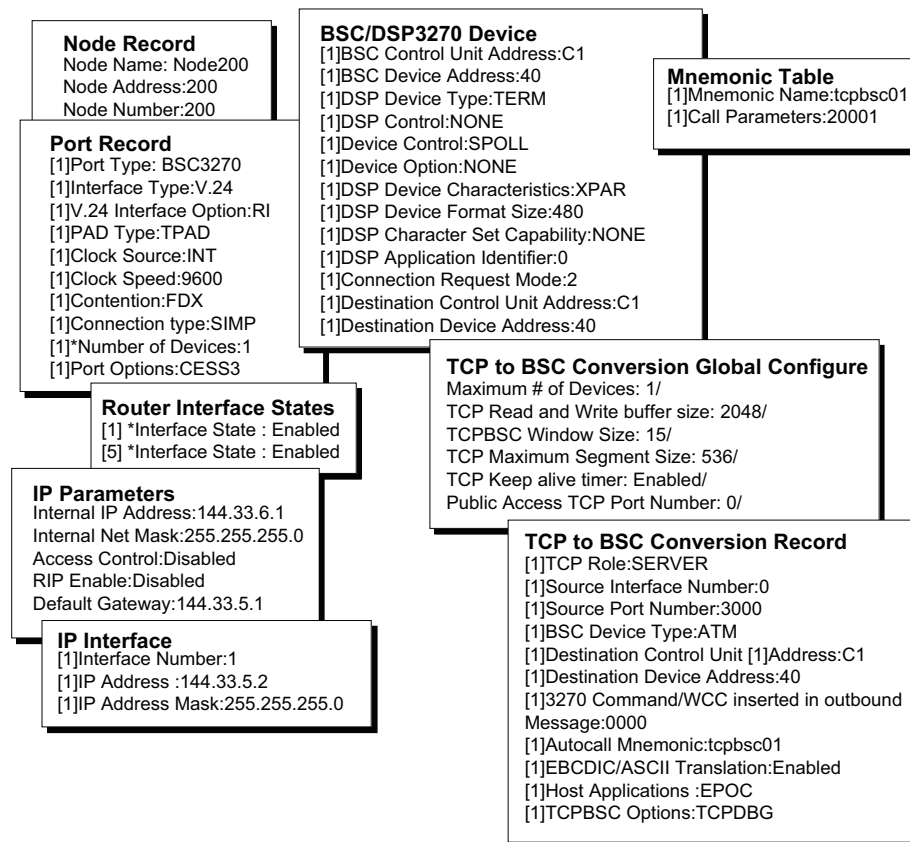 Node Record
Node Name: Node200
Node Address:200
Node Number:200
Port Record
[1]Port Type: BSC3270
[1]Interface Type:V.24
[1]V.24 Interface Option:RI
[1]PAD Type:TPAD
[1]Clock Source:INT
[1]Clock Speed:9600
[1]Contention:FDX
[1]Connection type:SIMP
[1]*Number of Devices:1
[1]Port Options:CESS3
Router Interface States
[1] *Interface State : Enabled
[5] *Interface State : Enabled
IP Parameters
Internal IP Address:144.33.6.1
Internal Net Mask:255.255.255.0
Access Control:Disabled
RIP Enable:Disabled
Default Gateway:144.33.5.1
IP Interface
[1]Interface Number:1
[1]IP Address :144.33.5.2
[1]IP Address Mask:255.255.255.0
BSC/DSP3270 Device
[1]BSC Control Unit Address:C1
[1]BSC Device Address:40
[1]DSP Device Type:TERM
[1]DSP Control:NONE
[1]Device Control:SPOLL
[1]Device Option:NONE
[1]DSP Device Characteristics:XPAR
[1]DSP Device Format Size:480
[1]DSP Character Set Capability:NONE
[1]DSP Application Identifier:0
[1]Connection Request Mode:2
[1]Destination Control Unit Address:C1
[1]Destination Device Address:40
Mnemonic Table
[1]Mnemonic Name:tcpbsc01
[1]Call Parameters:20001
TCP to BSC Conversion Global Configure
Maximum # of Devices: 1/
TCP Read and Write buffer size: 2048/
TCPBSC Window Size: 15/
TCP Maximum Segment Size: 536/
TCP Keep alive timer: Enabled/
Public Access TCP Port Number: 0/
TCP to BSC Conversion Record
[1]TCP Role:SERVER
[1]Source Interface Number:0
[1]Source Port Number:3000
[1]BSC Device Type:ATM
[1]Destination Control Unit [1]Address:C1
[1]Destination Device Address:40
[1]3270 Command/WCC inserted in outbound
Message:0000
[1]Autocall Mnemonic:tcpbsc01
[1]EBCDIC/ASCII Translation:Enabled
[1]Host Applications :EPOC
[1]TCPBSC Options:TCPDBG